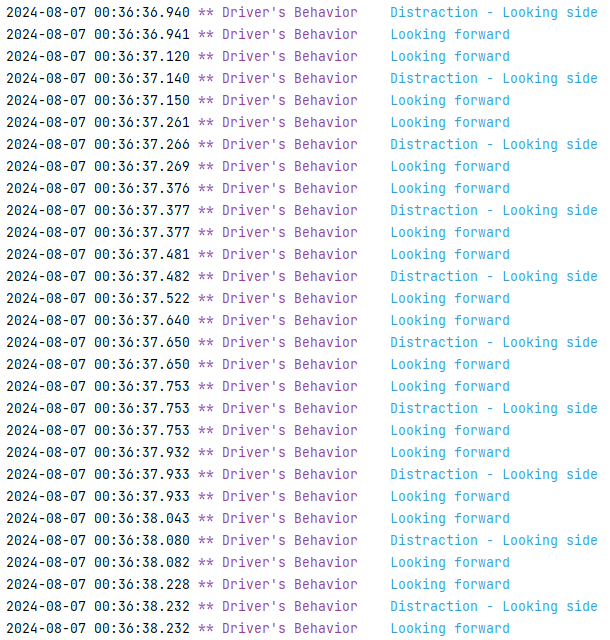 2024-08-07 00:36:36.940 ** Driver's Behavior    Distraction - Looking side
2024-08-07 00:36:36.941 ** Driver's Behavior    Looking forward
2024-08-07 00:36:37.120 ** Driver's Behavior    Looking forward
2024-08-07 00:36:37.140 ** Driver's Behavior    Distraction - Looking side
2024-08-07 00:36:37.150 ** Driver's Behavior    Looking forward
2024-08-07 00:36:37.261 ** Driver's Behavior    Looking forward
2024-08-07 00:36:37.266 ** Driver's Behavior    Distraction - Looking side
2024-08-07 00:36:37.269 ** Driver's Behavior    Looking forward
2024-08-07 00:36:37.376 ** Driver's Behavior    Looking forward
2024-08-07 00:36:37.377 ** Driver's Behavior    Distraction - Looking side
2024-08-07 00:36:37.377 ** Driver's Behavior    Looking forward
2024-08-07 00:36:37.481 ** Driver's Behavior    Looking forward
2024-08-07 00:36:37.482 ** Driver's Behavior    Distraction - Looking side
2024-08-07 00:36:37.522 ** Driver's Behavior    Looking forward
2024-08-07 00:36:37.640 ** Driver's Behavior    Looking forward
2024-08-07 00:36:37.650 ** Driver's Behavior    Distraction - Looking side
2024-08-07 00:36:37.650 ** Driver's Behavior    Looking forward
2024-08-07 00:36:37.753 ** Driver's Behavior    Looking forward
2024-08-07 00:36:37.753 ** Driver's Behavior    Distraction - Looking side
2024-08-07 00:36:37.753 ** Driver's Behavior    Looking forward
2024-08-07 00:36:37.932 ** Driver's Behavior    Looking forward
2024-08-07 00:36:37.933 ** Driver's Behavior    Distraction - Looking side
2024-08-07 00:36:37.933 ** Driver's Behavior    Looking forward
2024-08-07 00:36:38.043 ** Driver's Behavior    Looking forward
2024-08-07 00:36:38.080 ** Driver's Behavior    Distraction - Looking side
2024-08-07 00:36:38.082 ** Driver's Behavior    Looking forward
2024-08-07 00:36:38.228 ** Driver's Behavior    Looking forward
2024-08-07 00:36:38.232 ** Driver's Behavior    Distraction - Looking side
2024-08-07 00:36:38.232 ** Driver's Behavior    Looking forward